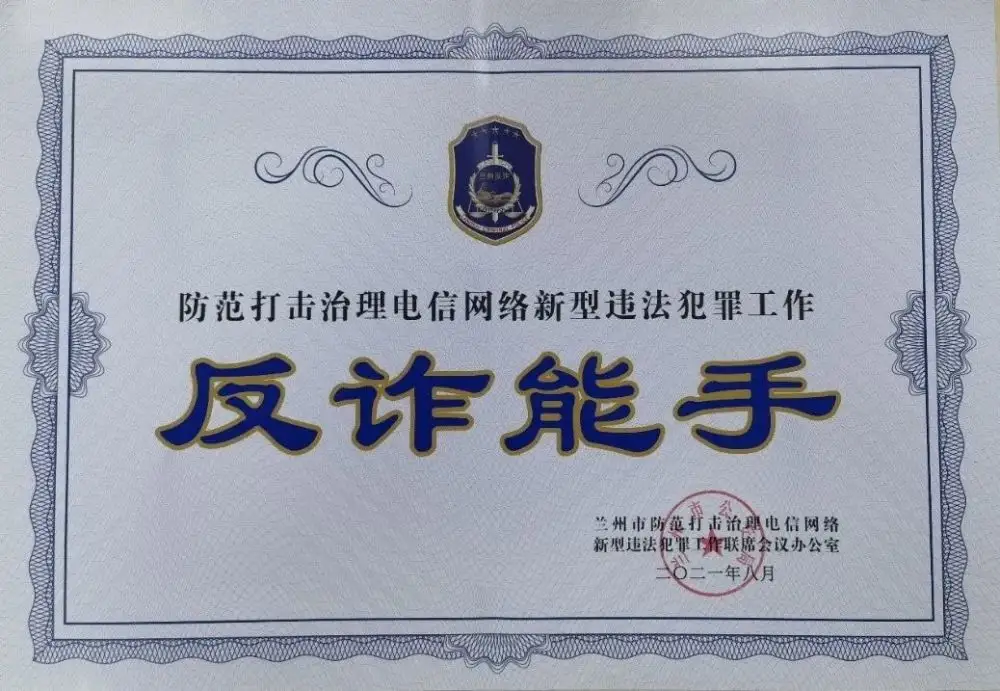 防范打击治理电信网络新型违法犯罪工作
反诈能手
兰州市防范打击治理电信网络
新型违法犯罪工作联席会议办公室
二〇二一年八月